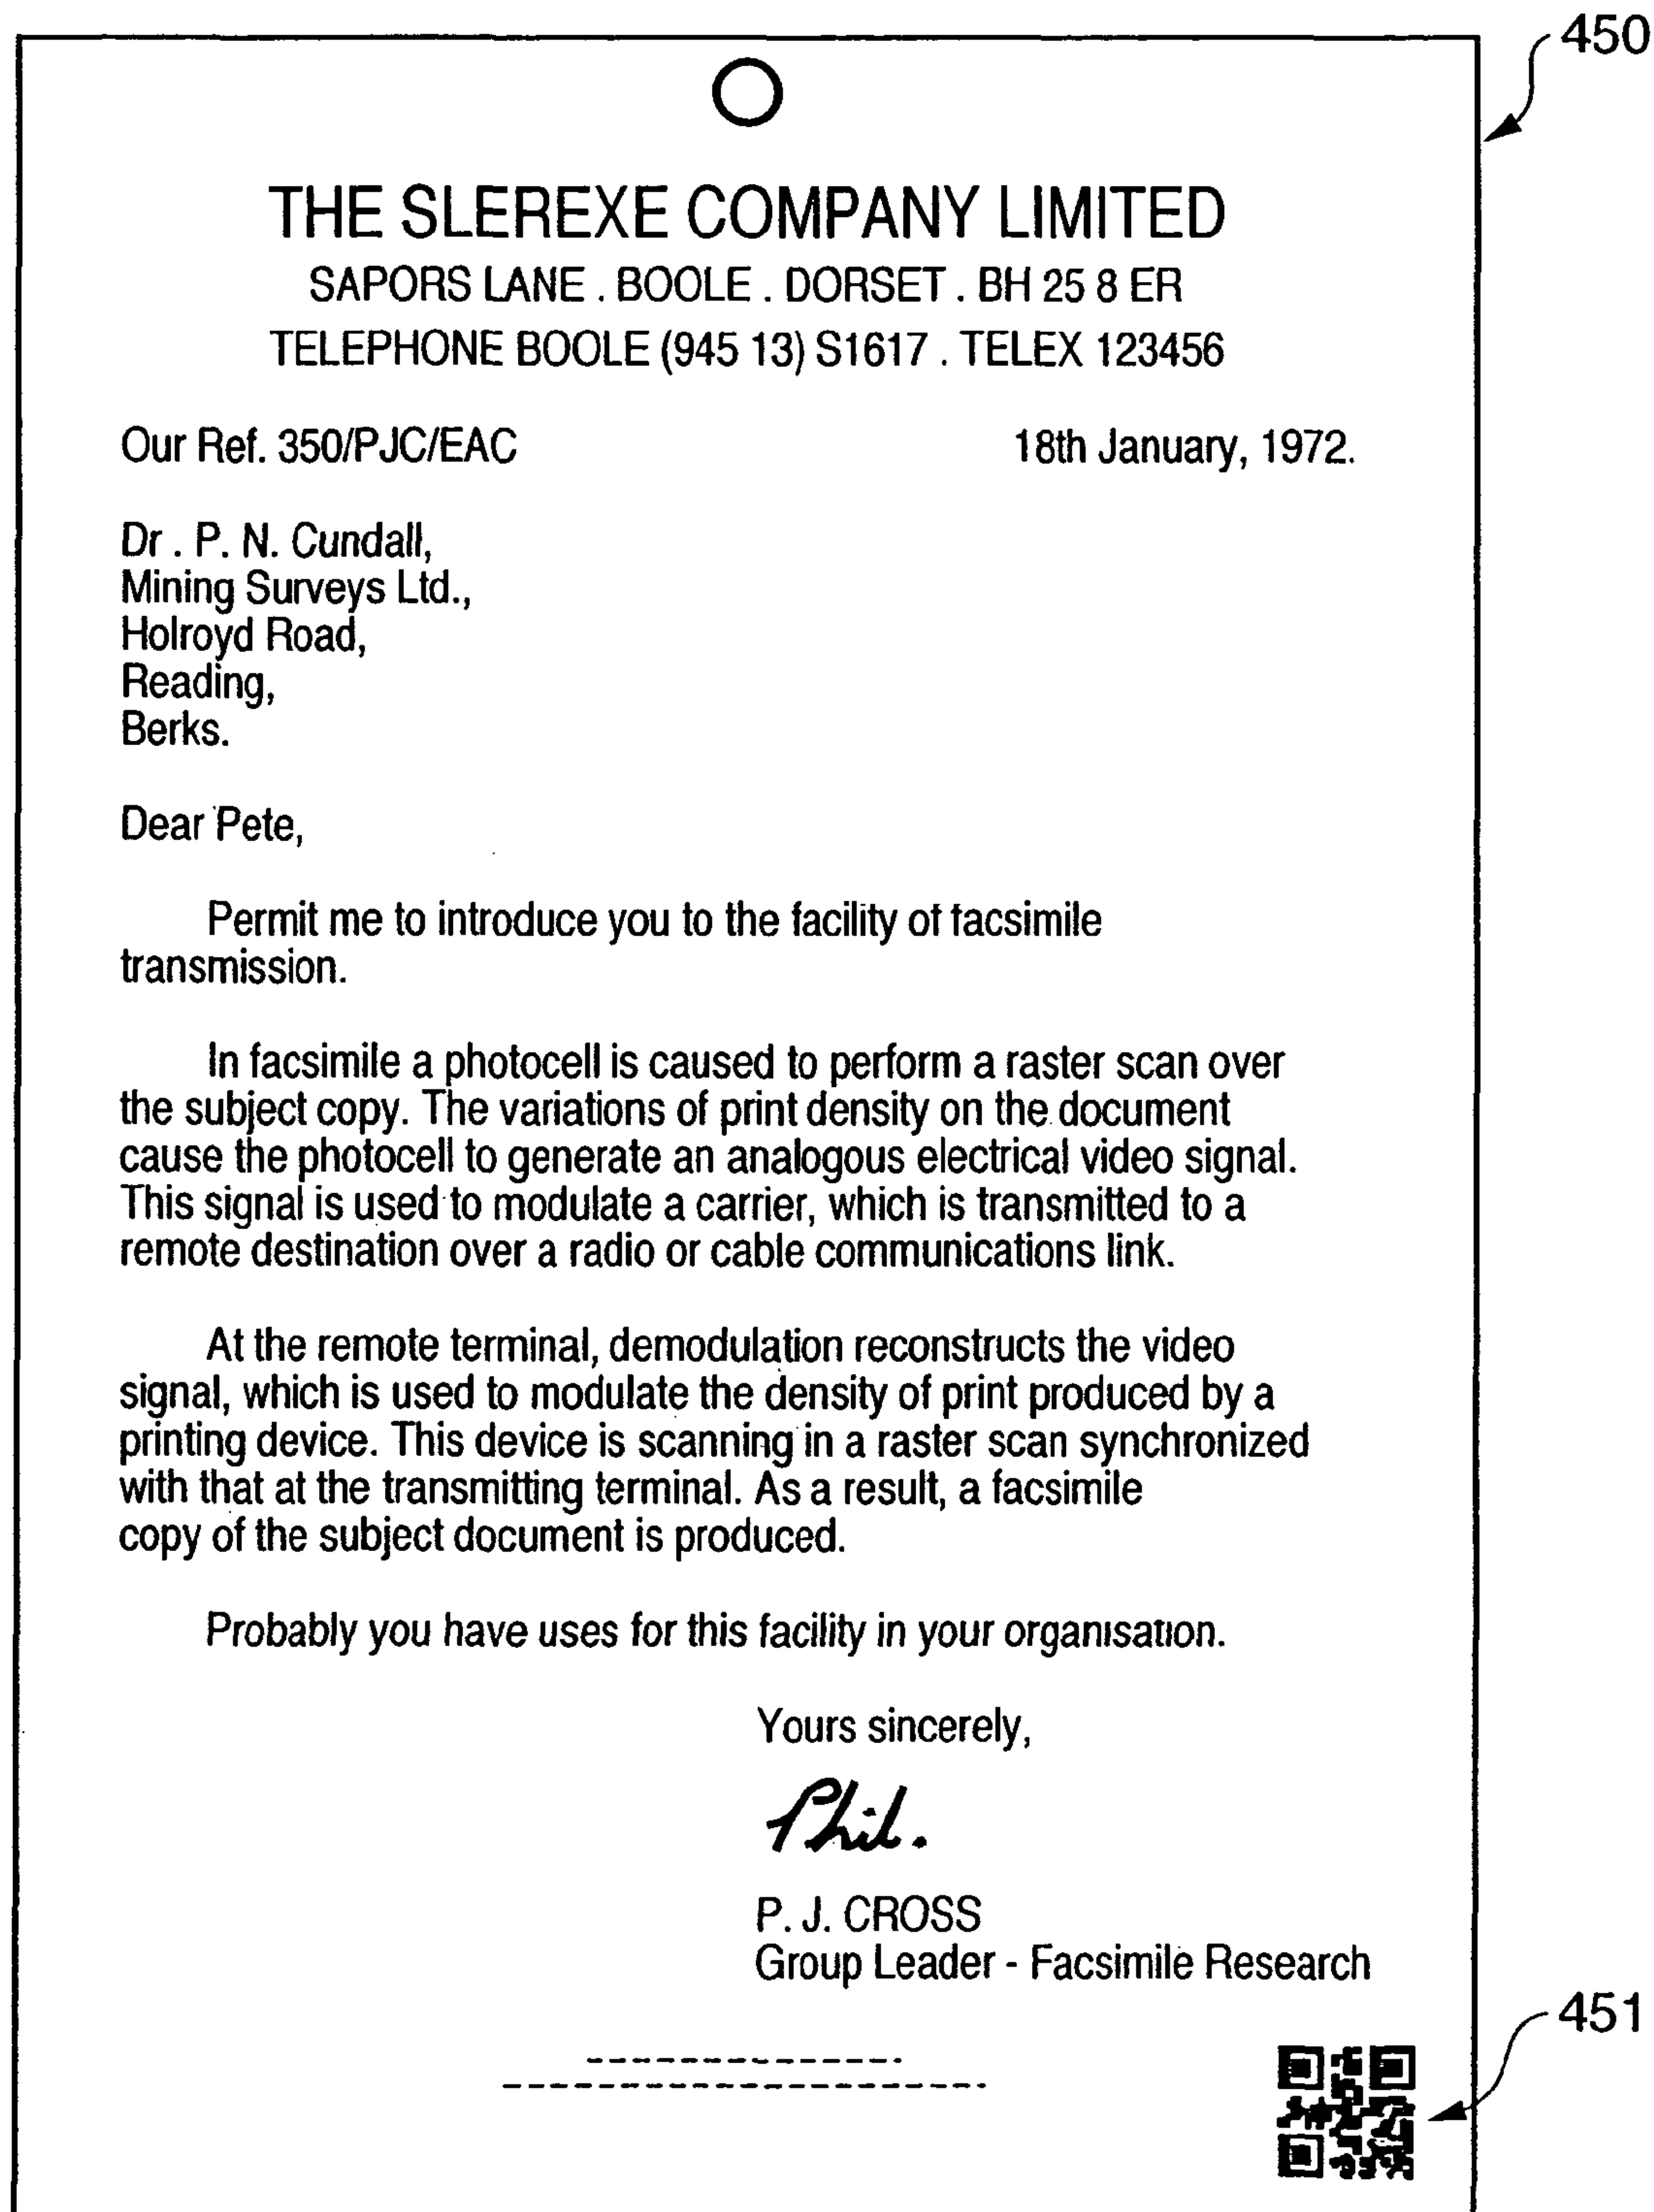 450
THE SLEREXE COMPANY LIMITED
SAPORS LANE . BOOLE . DORSET . BH 25 8 ER
TELEPHONE BOOLE (945 13) S1617 . TELEX 123456
Our Ref. 350/PJC/EAC 18th January, 1972.
Dr . P. N. Cundall,
Mining Surveys Ltd.,
Holroyd Road,
Reading,
Berks.
Dear Pete,
Permit me to introduce you to the facility of facsimile
transmission.
In facsimile a photocell is caused to perform a raster scan over
the subject copy. The variations of print density on the document
cause the photocell to generate an analogous electrical video signal.
This signal is used to modulate a carrier, which is transmitted to a
remote destination over a radio or cable communications link.
At the remote terminal, demodulation reconstructs the video
signal, which is used to modulate the density of print produced by a
printing device. This device is scanning in a raster scan synchronized
with that at the transmitting terminal. As a result, a facsimile
copy of the subject document is produced.
Probably you have uses for this facility in your organisation.
Yours sincerely,
Phil.
P. J. CROSS
Group Leader - Facsimile Research
451